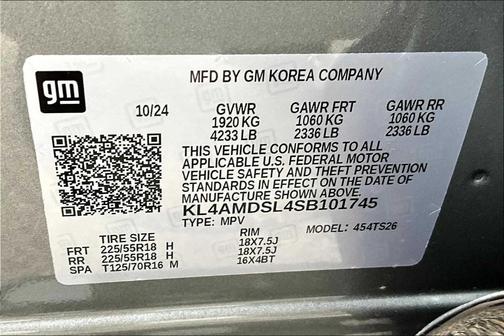 gm
MFD BY GM KOREA COMPANY
10/24 GVWR GAWR FRT GAWR RR
1920 KG 1060 KG 1060 KG
4233 LB 2336 LB 2336 LB
THIS VEHICLE CONFORMS TO ALL
APPLICABLE U.S. FEDERAL MOTOR
VEHICLE SAFETY AND THEFT PREVENTION
STANDARDS IN EFFECT ON THE DATE OF
MANUFACTURE SHOWN ABOVE.
KL4AMDSL4SB101745
TYPE: MPV MODEL: 454TS26
TIRE SIZE RIM
FRT 225/55R18 H 18X7.5J
RR 225/55R18 H 18X7.5J
SPA T125/70R16 M 16X4BT